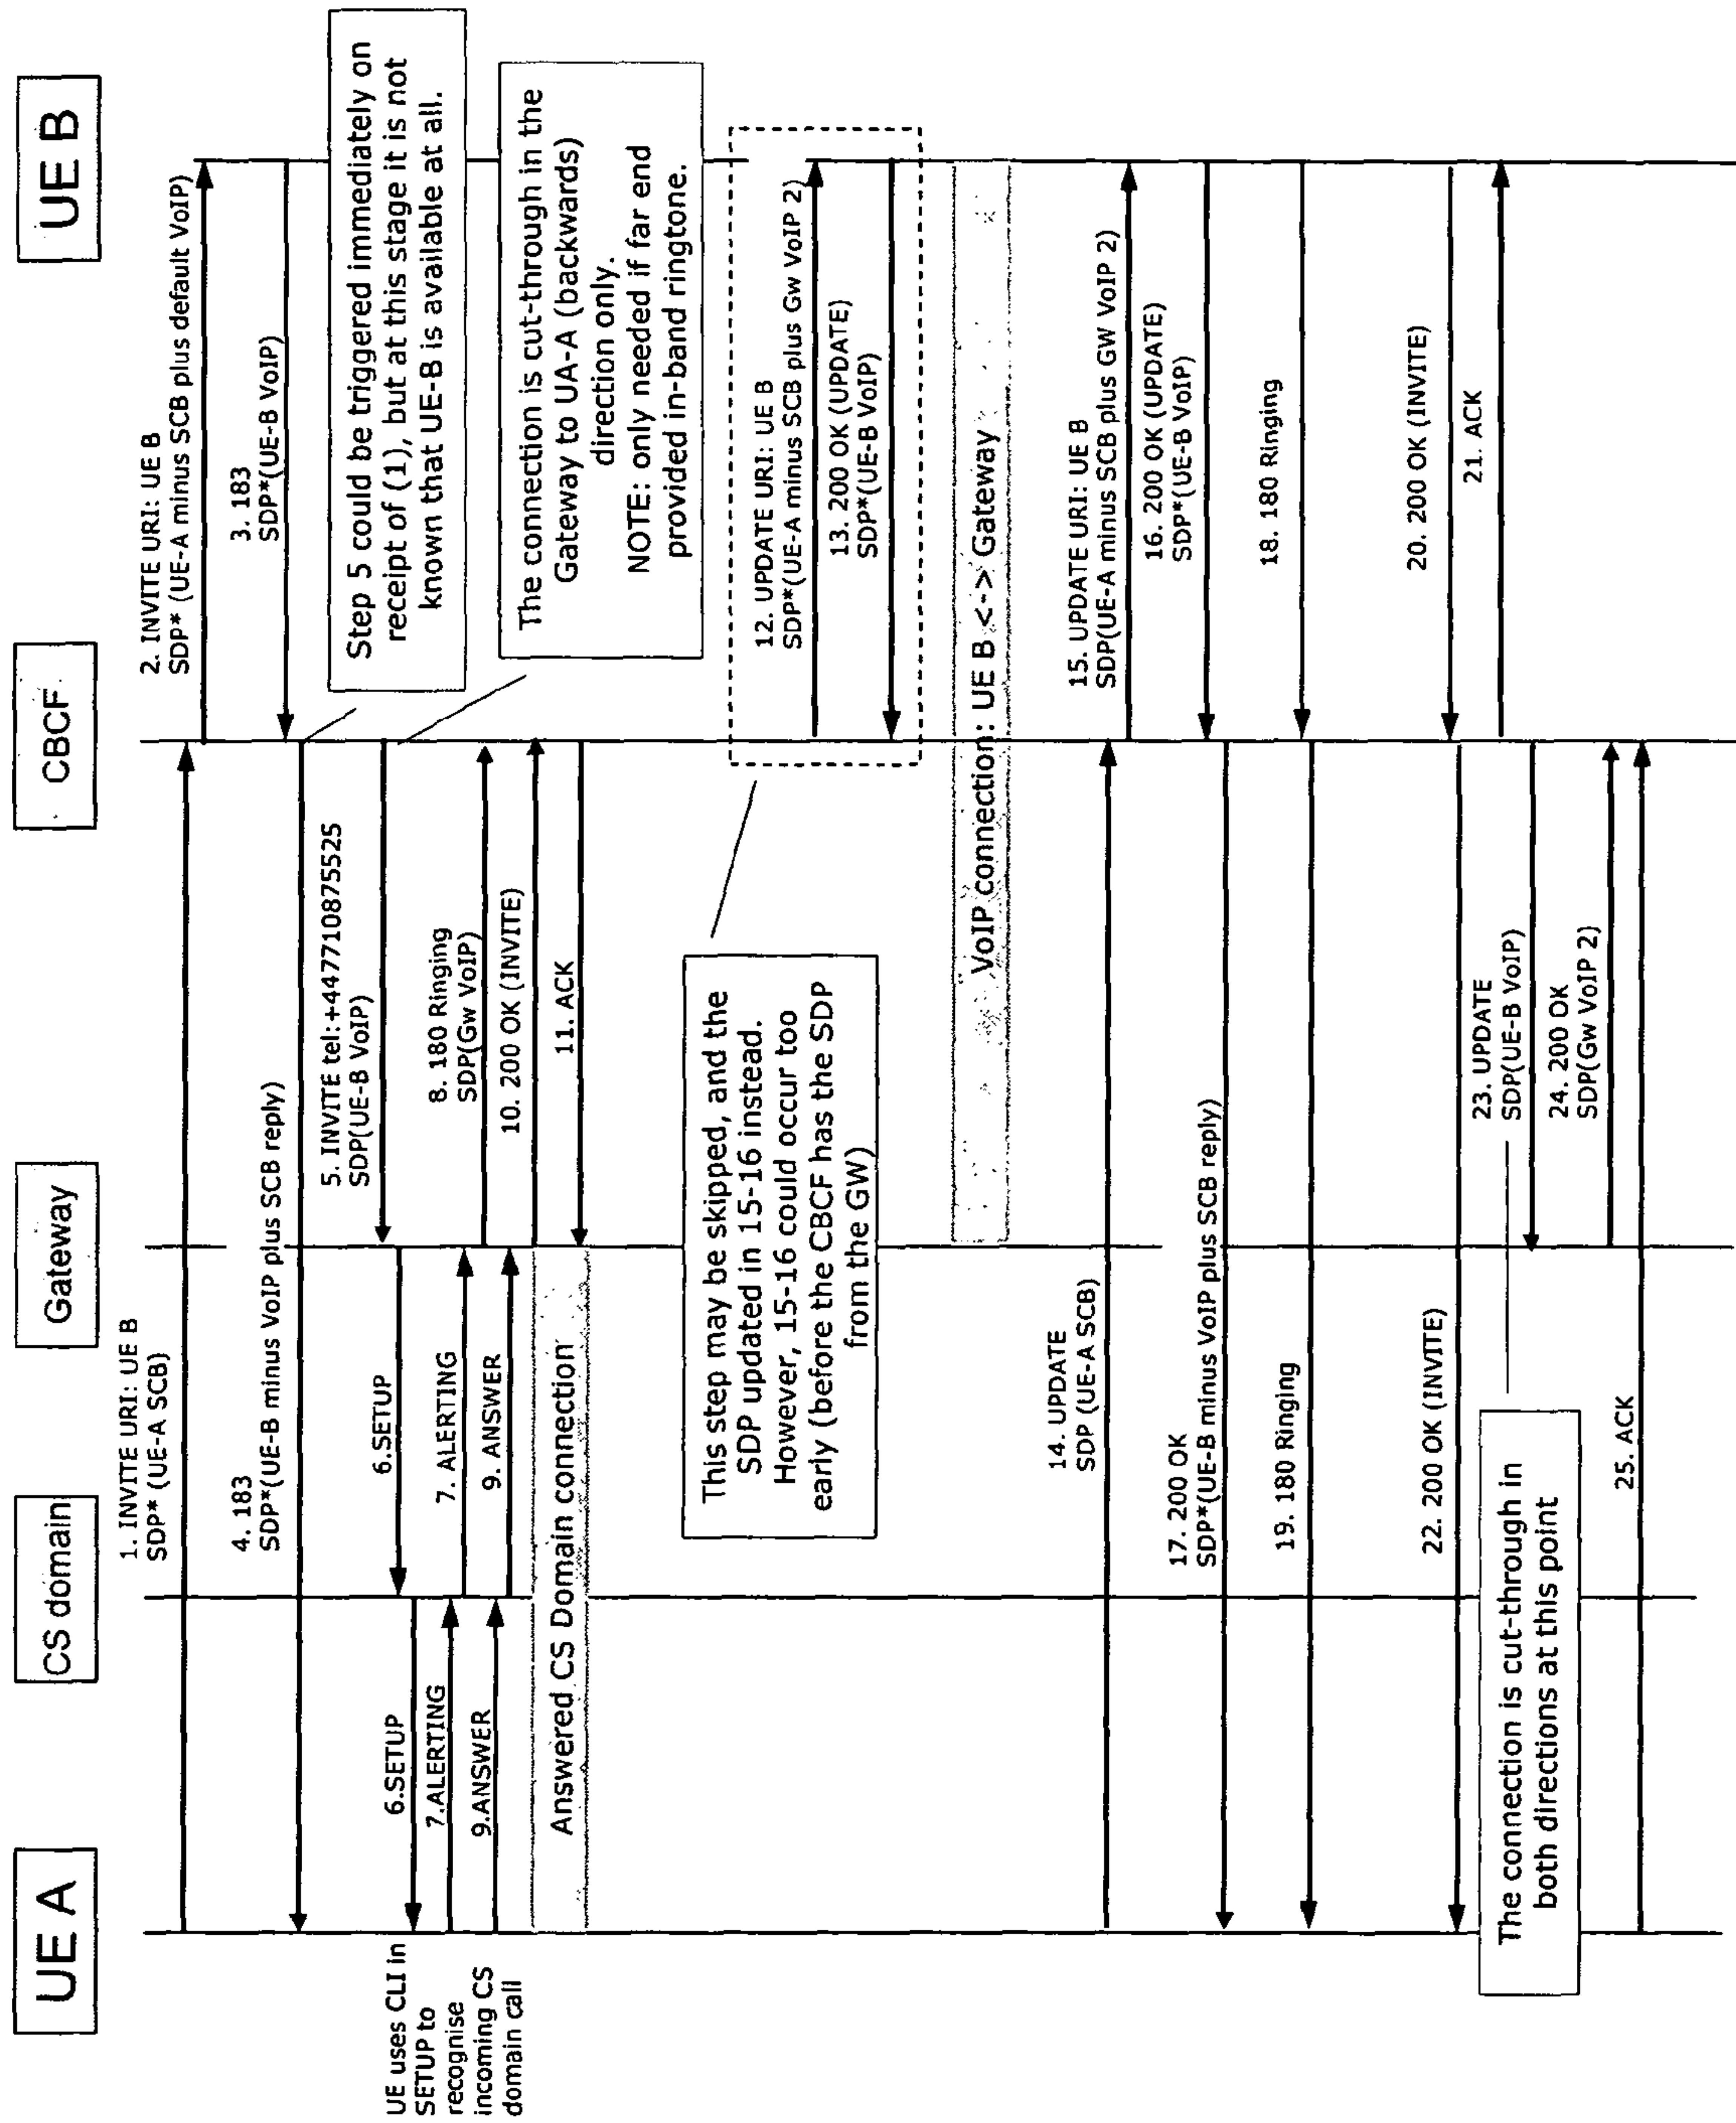 UE A
CS domain
Gateway
CBCF
UE B
1. INVITE URI: UE B
SDP* (UE-A SCB)
2. INVITE URI: UE B
SDP* (UE-A minus SCB plus default VoIP)
3. 183
SDP*(UE-B VoIP)
4. 183
SDP*(UE-B minus VoIP plus SCB reply)
Step 5 could be triggered immediately on
receipt of (1), but at this stage it is not
known that UE-B is available at all.
5. INVITE tel:+447710875525
SDP(UE-B VoIP)
The connection is cut-through in the
Gateway to UA-A (backwards)
direction only.
NOTE: only needed if far end
provided in-band ringtone.
UE uses CLI in
SETUP to
recognise
incoming CS
domain call
6.SETUP
6.SETUP
7.ALERTING
7. ALERTING
8. 180 Ringing
SDP(Gw VoIP)
9.ANSWER
9. ANSWER
10. 200 OK (INVITE)
11. ACK
Answered CS Domain connection
This step may be skipped, and the
SDP updated in 15-16 instead.
However, 15-16 could occur too
early (before the CBCF has the SDP
from the GW)
12. UPDATE URI: UE B
SDP*(UE-A minus SCB plus Gw VoIP 2)
13. 200 OK (UPDATE)
SDP*(UE-B VoIP)
VoIP connection: UE B <-> Gateway
14. UPDATE
SDP (UE-A SCB)
15. UPDATE URI: UE B
SDP(UE-A minus SCB plus GW VOIP 2)
16. 200 OK (UPDATE)
SDP*(UE-B VoIP)
17. 200 OK
SDP*(UE-B minus VoIP plus SCB reply)
18. 180 Ringing
19. 180 Ringing
20. 200 OK (INVITE)
21. ACK
22. 200 OK (INVITE)
23. UPDATE
SDP(UE-B VoIP)
24. 200 OK
SDP(Gw VoIP 2)
The connection is cut-through in
both directions at this point
25. ACK